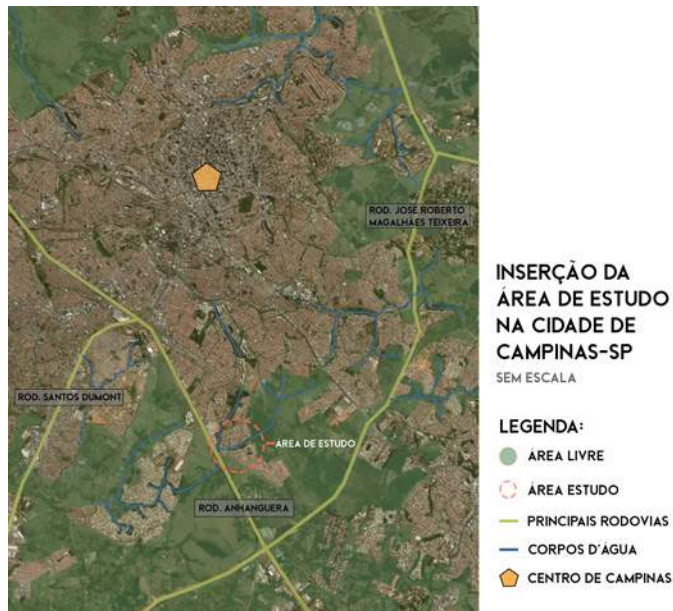 ROD. JOSÉ ROBERTO
MAGALHÃES TEIXEIRA
ROD. SANTOS DUMONT
ÁREA DE ESTUDO
ROD. ANHANGUERA
INSERÇÃO DA
ÁREA DE ESTUDO
NA CIDADE DE
CAMPINAS-SP
SEM ESCALA
LEGENDA:
ÁREA LIVRE
ÁREA ESTUDO
PRINCIPAIS RODOVIAS
CORPOS D'ÁGUA
CENTRO DE CAMPINAS